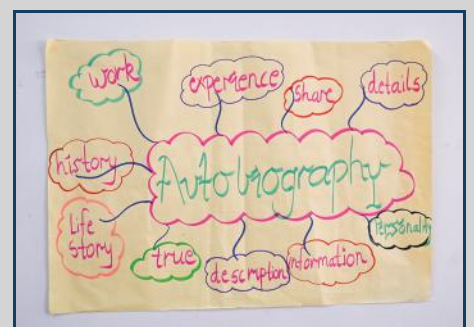 work
experience
share
details
history
Autobiography
Life
story
true
description
information
Personality